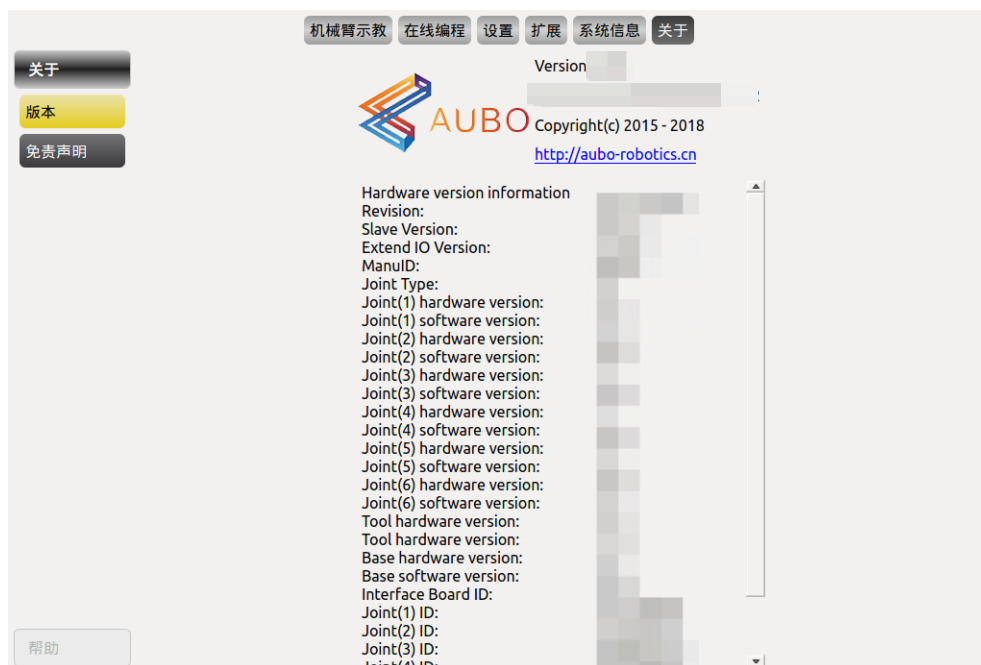 机械臂示教 在线编程 设置 扩展 系统信息 关于
关于
版本
免责声明
AUBO
Version
Copyright(c) 2015 - 2018
http://aubo-robotics.cn
Hardware version information
Revision:
Slave Version:
Extend IO Version:
ManuID:
Joint Type:
Joint(1) hardware version:
Joint(1) software version:
Joint(2) hardware version:
Joint(2) software version:
Joint(3) hardware version:
Joint(3) software version:
Joint(4) hardware version:
Joint(4) software version:
Joint(5) hardware version:
Joint(5) software version:
Joint(6) hardware version:
Joint(6) software version:
Tool hardware version:
Tool hardware version:
Base hardware version:
Base software version:
Interface Board ID:
Joint(1) ID:
Joint(2) ID:
Joint(3) ID:
Joint(4) ID:
帮助